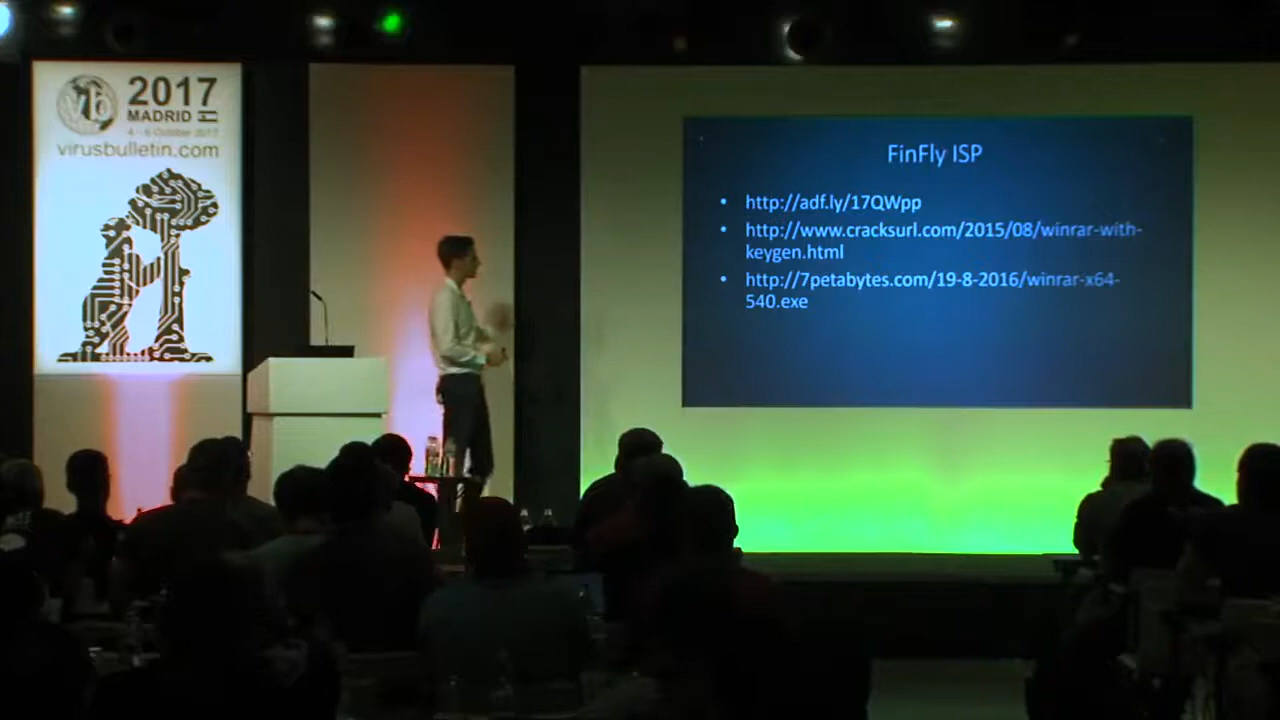 vb
2017
MADRID
4 - 6 October 2017
virusbulletin.com
FinFly ISP
• http://adf.ly/17QWpp
• http://www.cracksurl.com/2015/08/winrar-with-
keygen.html
• http://7petabytes.com/19-8-2016/winrar-x64-
540.exe